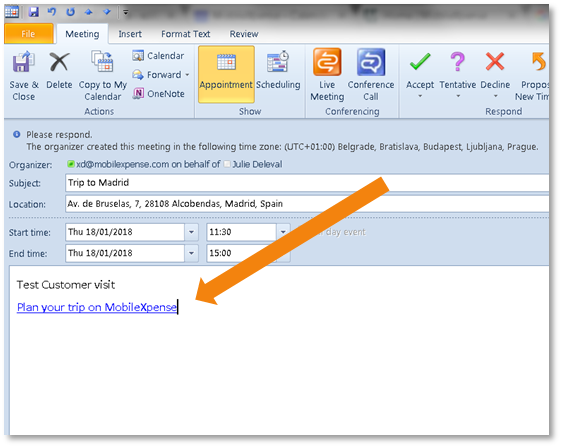 File Meeting Insert Format Text Review
Save & Close
Delete
Copy to My Calendar
Calendar
Forward
OneNote
Actions
Appointment
Scheduling
Show
Live Meeting
Conference Call
Conferencing
Accept
Tentative
Decline
Propo
New Tim
Respond
Please respond.
The organizer created this meeting in the following time zone: (UTC+01:00) Belgrade, Bratislava, Budapest, Ljubljana, Prague.
Organizer: xd@mobilexpense.com on behalf of Julie Deleval
Subject: Trip to Madrid
Location: Av. de Bruselas, 7, 28108 Alcobendas, Madrid, Spain
Start time: Thu 18/01/2018 11:30 day event
End time: Thu 18/01/2018 15:00
Test Customer visit
Plan your trip on MobileXpense